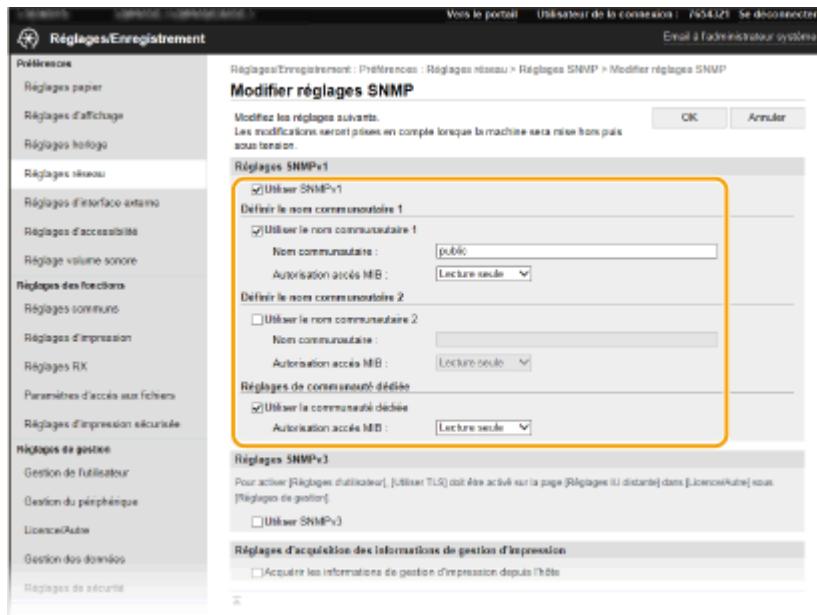 Vers le portail Utilisateur de la connexion : 7654321 Se déconnecter
Réglages/Enregistrement
Email à l'administrateur système
Préférences
Réglages papier
Réglages d'affichage
Réglages horloge
Réglages réseau
Réglages d'interface externe
Réglages d'accessibilité
Réglage volume sonore
Réglages des fonctions
Réglages communs
Réglages d'impression
Réglages RX
Paramètres d'accès aux fichiers
Réglages d'impression sécurisée
Réglages de gestion
Gestion de l'utilisateur
Gestion du périphérique
Licence/Autre
Gestion des données
Réglages de sécurité
Réglages/Enregistrement : Préférences : Réglages réseau > Réglages SNMP > Modifier réglages SNMP
Modifier réglages SNMP
Modifiez les réglages suivants.
Les modifications seront prises en compte lorsque la machine sera mise hors puis
sous tension.
OK
Annuler
Réglages SNMPv1
Utiliser SNMPv1
Définir le nom communautaire 1
Utiliser le nom communautaire 1
Nom communautaire : public
Autorisation accès MIB : Lecture seule
Définir le nom communautaire 2
Utiliser le nom communautaire 2
Nom communautaire :
Autorisation accès MIB : Lecture seule
Réglages de communauté dédiée
Utiliser la communauté dédiée
Autorisation accès MIB : Lecture seule
Réglages SNMPv3
Pour activer [Réglages d'utilisateur], [Utiliser TLS] doit être activé sur la page [Réglages IU distante] dans [Licence/Autre] sous
[Réglages de gestion].
Utiliser SNMPv3
Réglages d'acquisition des informations de gestion d'impression
Acquérir les informations de gestion d'impression depuis l'hôte